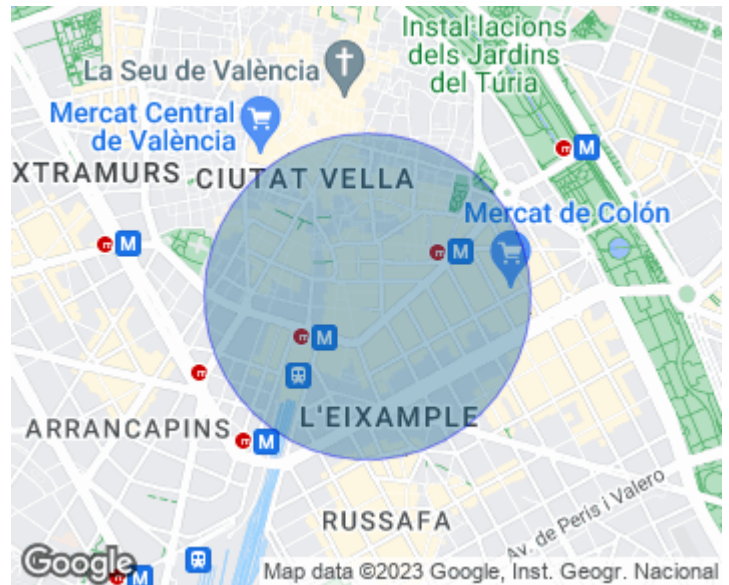 Instal·lacions
dels Jardins
del Túria
La Seu de València
Mercat Central
de València
XTRAMURS
CIUTAT VELLA
Mercat de Colón
M
M
M
M
L'EIXAMPLE
ARRANCAPINS
M
RUSSAFA
Av. de Peris i Valero
Google
M
Map data ©2023 Google, Inst. Geogr. Nacional